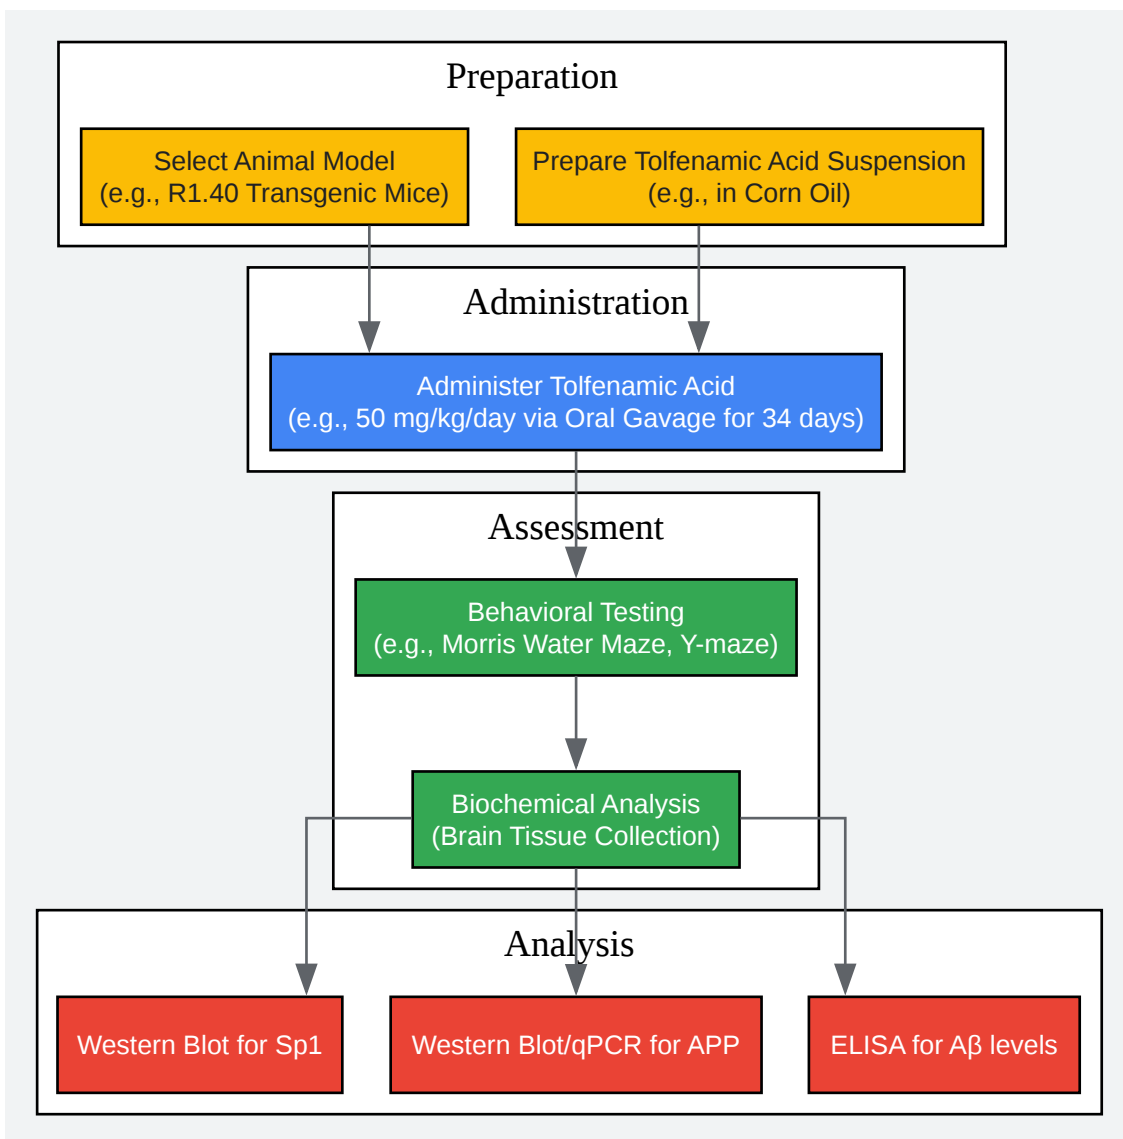 Preparation
Select Animal Model
(e.g., R1.40 Transgenic Mice)
Prepare Tolfenamic Acid Suspension
(e.g., in Corn Oil)
Administration
Administer Tolfenamic Acid
(e.g., 50 mg/kg/day via Oral Gavage for 34 days)
Assessment
Behavioral Testing
(e.g., Morris Water Maze, Y-maze)
Biochemical Analysis
(Brain Tissue Collection)
Analysis
Western Blot for Sp1
Western Blot/qPCR for APP
ELISA for Aβ levels